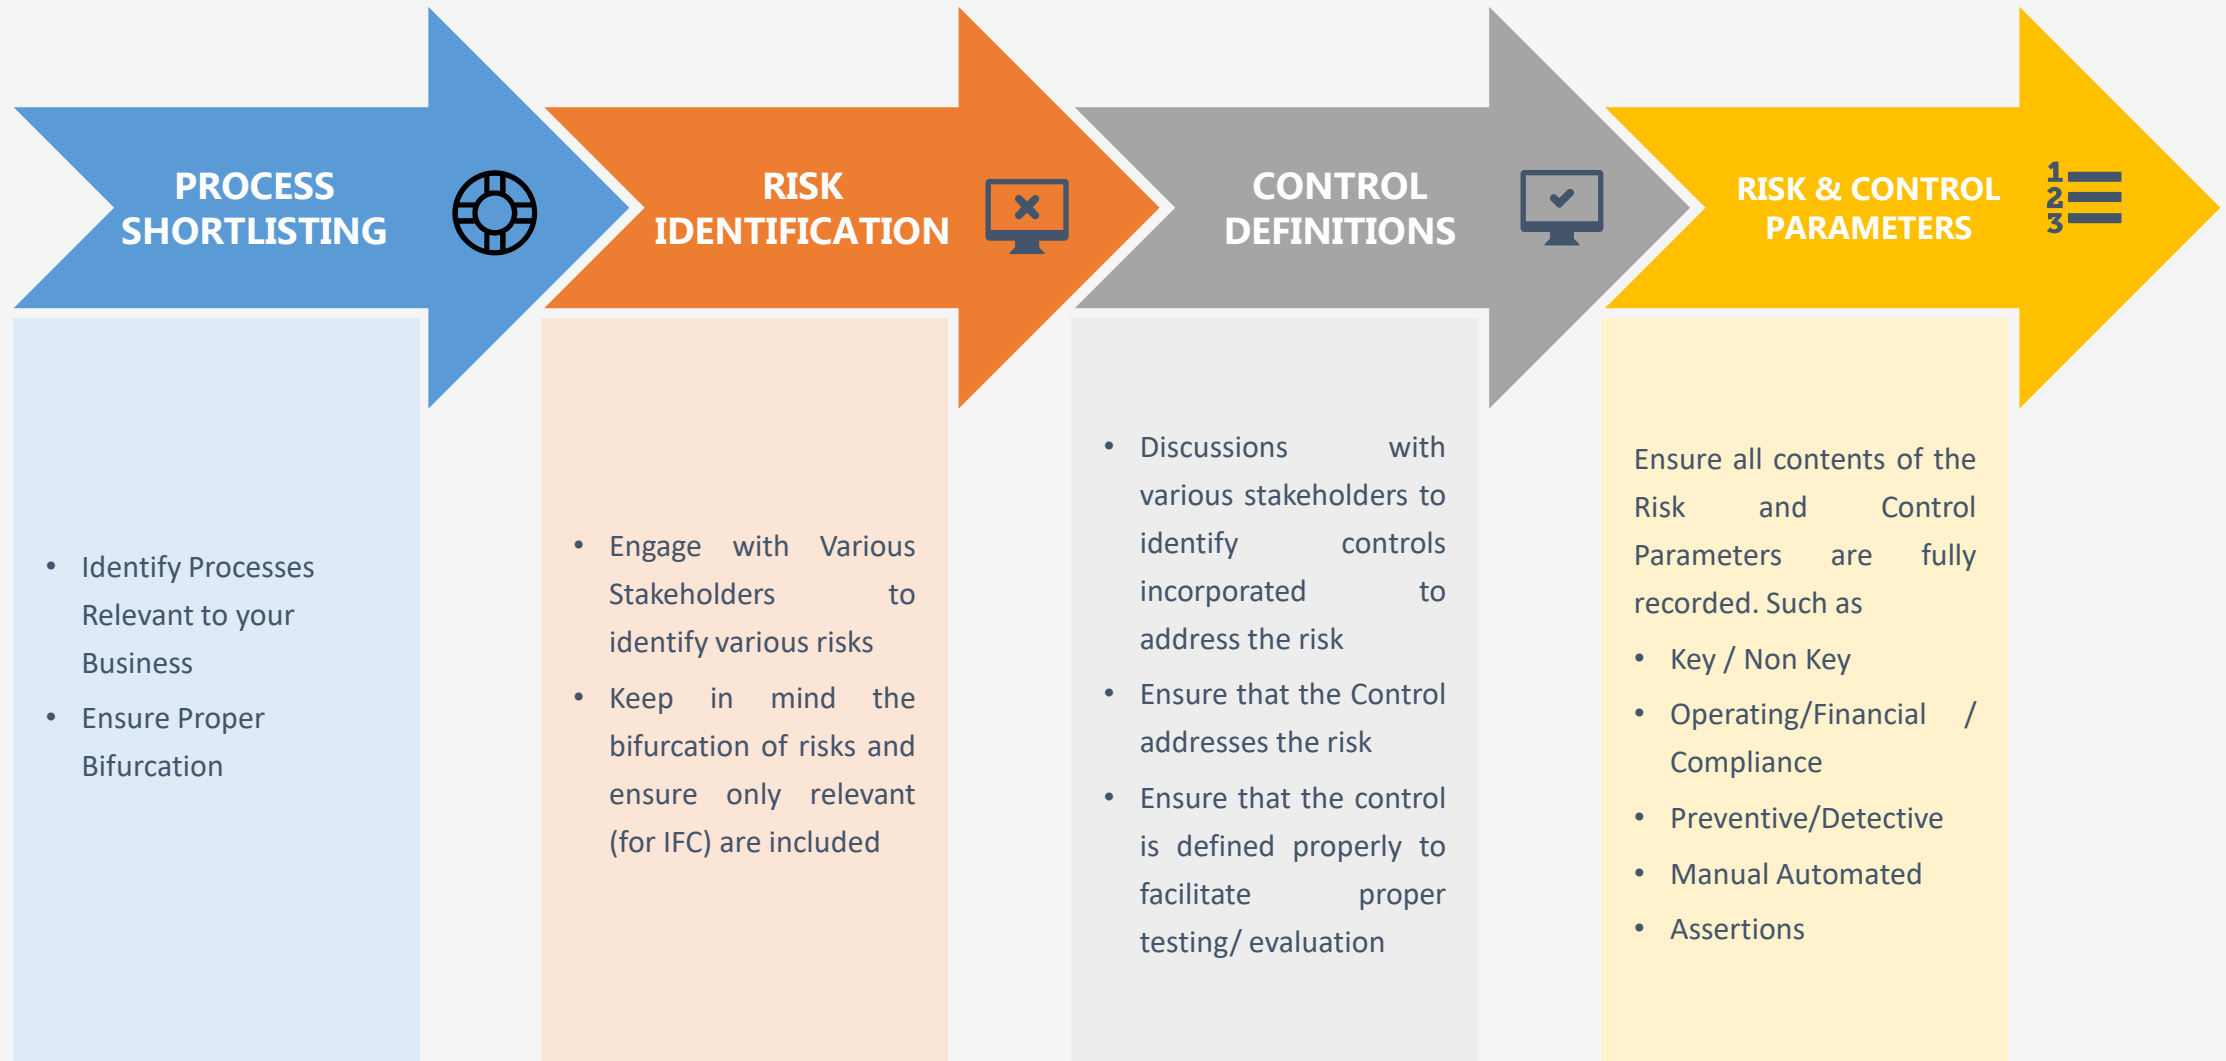 PROCESS
SHORTLISTING
• Identify Processes
Relevant to your
Business
• Ensure Proper
Bifurcation
RISK
IDENTIFICATION
• Engage with Various
Stakeholders to
identify various risks
• Keep in mind the
bifurcation of risks and
ensure only relevant
(for IFC) are included
CONTROL
DEFINITIONS
• Discussions with
various stakeholders to
identify controls
incorporated to
address the risk
• Ensure that the Control
addresses the risk
• Ensure that the control
is defined properly to
facilitate proper
testing/ evaluation
RISK & CONTROL
PARAMETERS
1
2
3
Ensure all contents of the
Risk and Control
Parameters are fully
recorded. Such as
• Key / Non Key
• Operating/Financial /
Compliance
• Preventive/Detective
• Manual Automated
• Assertions